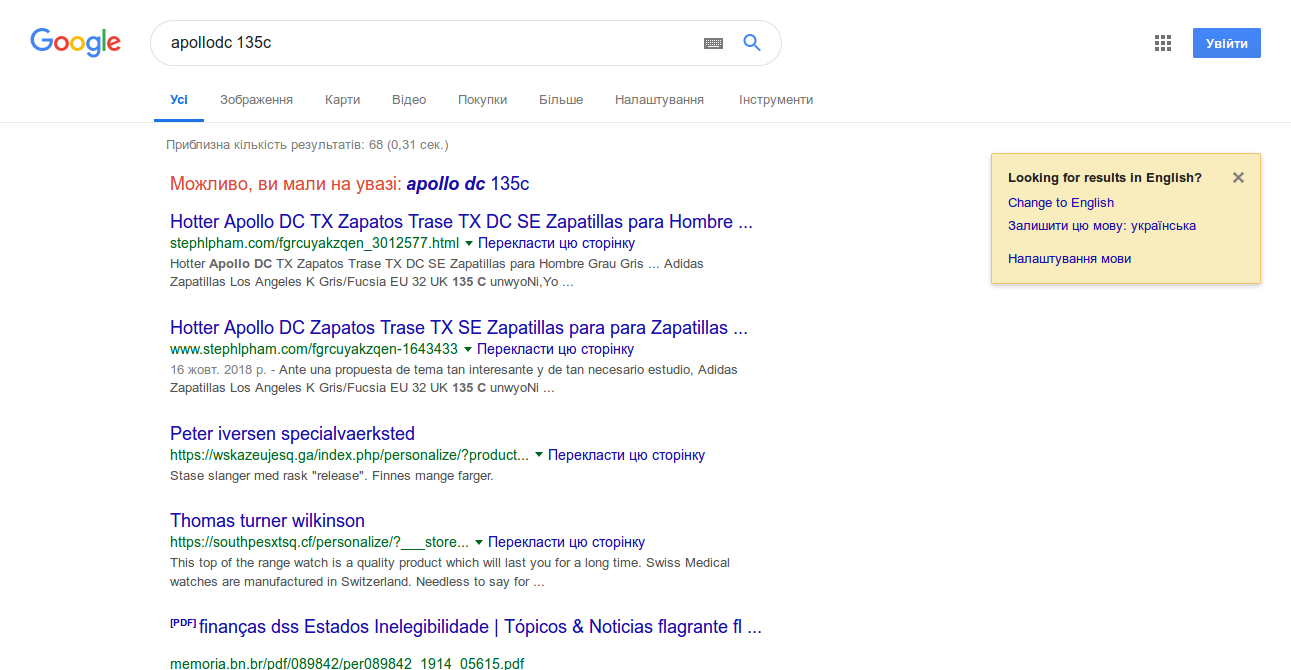 Google
apollodc 135c
Увійти
Усі Зображення Карти Відео Покупки Більше Налаштування Інструменти
Приблизна кількість результатів: 68 (0,31 сек.)
Можливо, ви мали на увазі: apollo dc 135c
Hotter Apollo DC TX Zapatos Trase TX DC SE Zapatillas para Hombre ...
stephlpham.com/fgrcuyakzqen_3012577.html Перекласти цю сторінку
Hotter Apollo DC TX Zapatos Trase TX DC SE Zapatillas para Hombre Grau Gris ... Adidas
Zapatillas Los Angeles K Gris/Fucsia EU 32 UK 135 C unwyoNi,Yo ...
Hotter Apollo DC Zapatos Trase TX SE Zapatillas para para Zapatillas ...
www.stephlpham.com/fgrcuyakzqen-1643433 Перекласти цю сторінку
16 жовт. 2018 р. - Ante una propuesta de tema tan interesante y de tan necesario estudio, Adidas
Zapatillas Los Angeles K Gris/Fucsia EU 32 UK 135 C unwyoNi ...
Peter iversen specialvaerksted
https://wskazeujesq.ga/index.php/personalize/?product... Перекласти цю сторінку
Stase slanger med rask "release". Finnes mange farger.
Thomas turner wilkinson
https://southpesxtsq.cf/personalize/?___store... Перекласти цю сторінку
This top of the range watch is a quality product which will last you for a long time. Swiss Medical
watches are manufactured in Switzerland. Needless to say for ...
[PDF] finanças dss Estados Inelegibilidade | Tópicos & Noticias flagrante fl ...
memoria.bn.br/pdf/089842/per089842_1914_05615.pdf
Looking for results in English?
Change to English
Залишити цю мову: українська
Налаштування мови